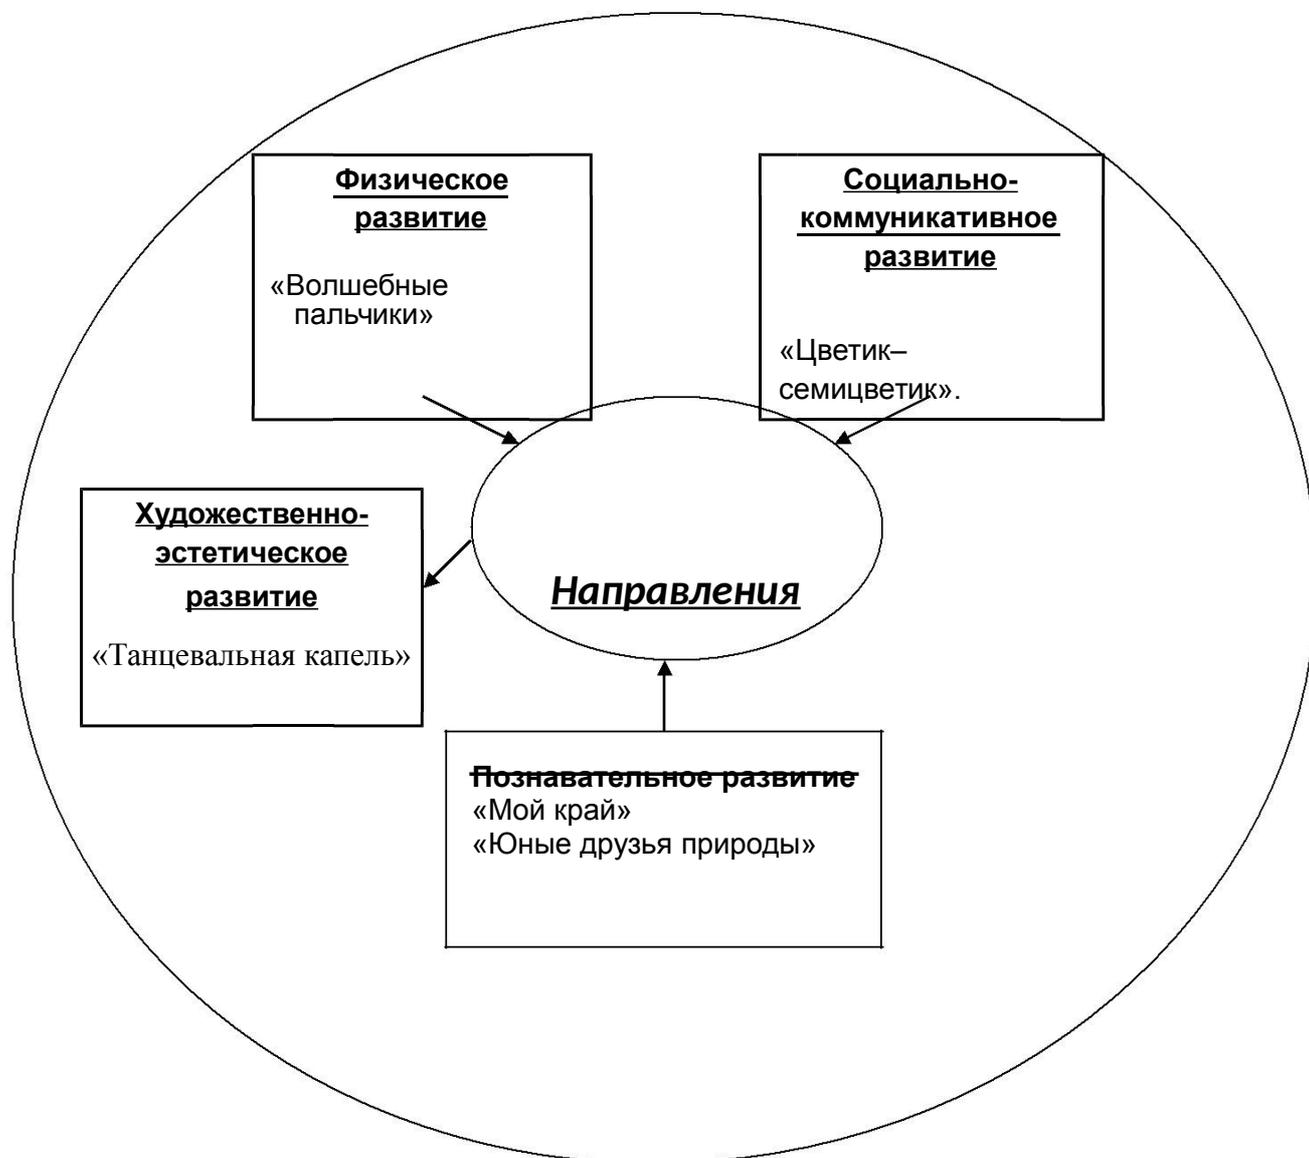 Физическое
развитие
«Волшебные
пальчики»
Социально-
коммуникативное
развитие
«Цветик–
семицветик».
Художественно-
эстетическое
развитие
«Танцевальная капель»
Направления
Познавательное развитие
«Мой край»
«Юные друзья природы»